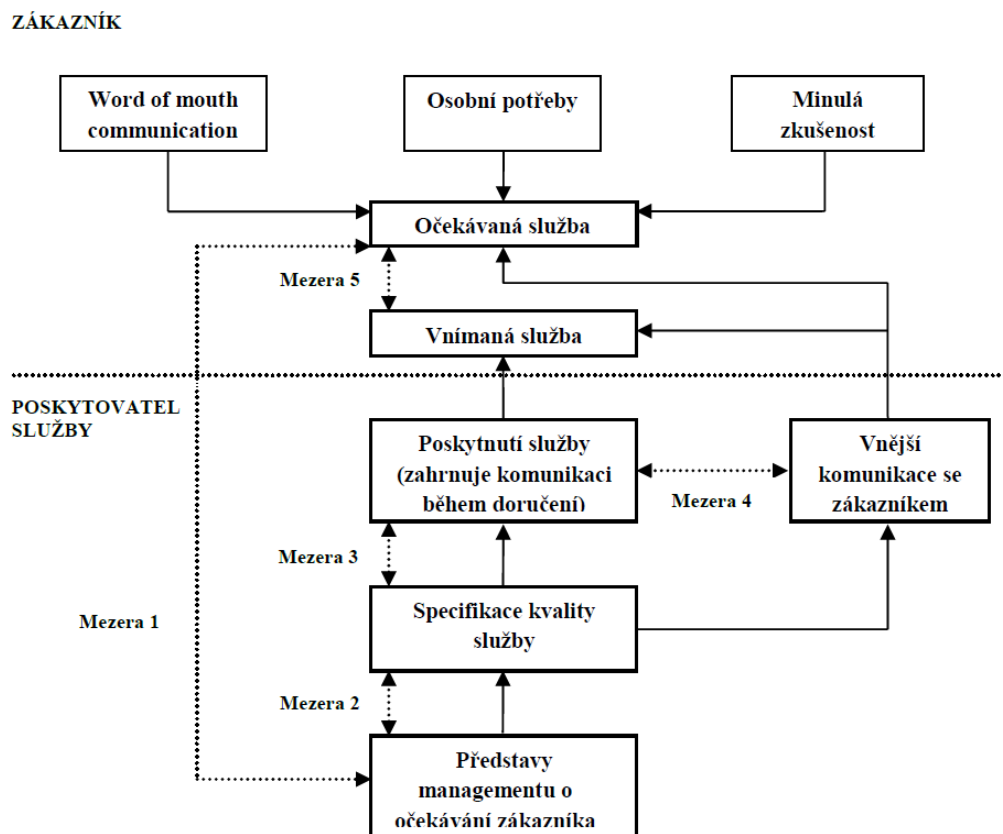 ZÁKAZNÍK
Word of mouth
communication
Osobní potřeby
Minulá
zkušenost
Očekávaná služba
Mezera 5
Vnímaná služba
POSKYTOVATEL
SLUŽBY
Poskytnutí služby
(zahrnuje komunikaci
během doručení)
Mezera 4
Vnější
komunikace se
zákazníkem
Mezera 3
Mezera 1
Specifikace kvality
služby
Mezera 2
Představy
managementu o
očekávání zákazníka